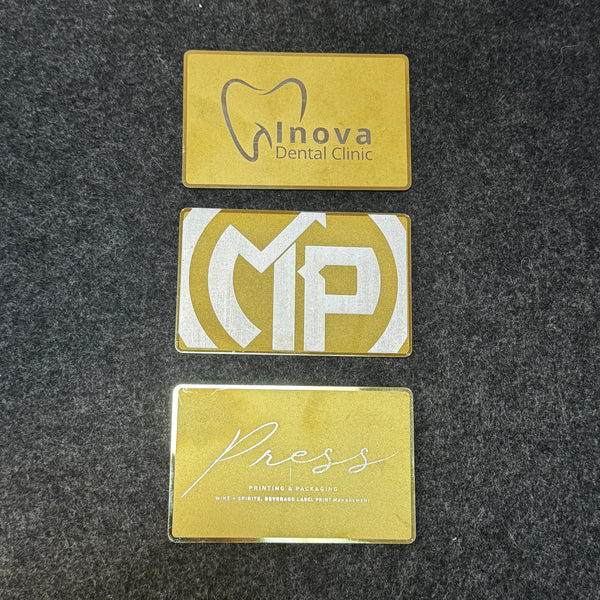 Inova
Dental Clinic
MP
Press
PRINTING & PACKAGING
WINE + SPIRITS, BEVERAGE LABEL PRINT MANAGEMENT